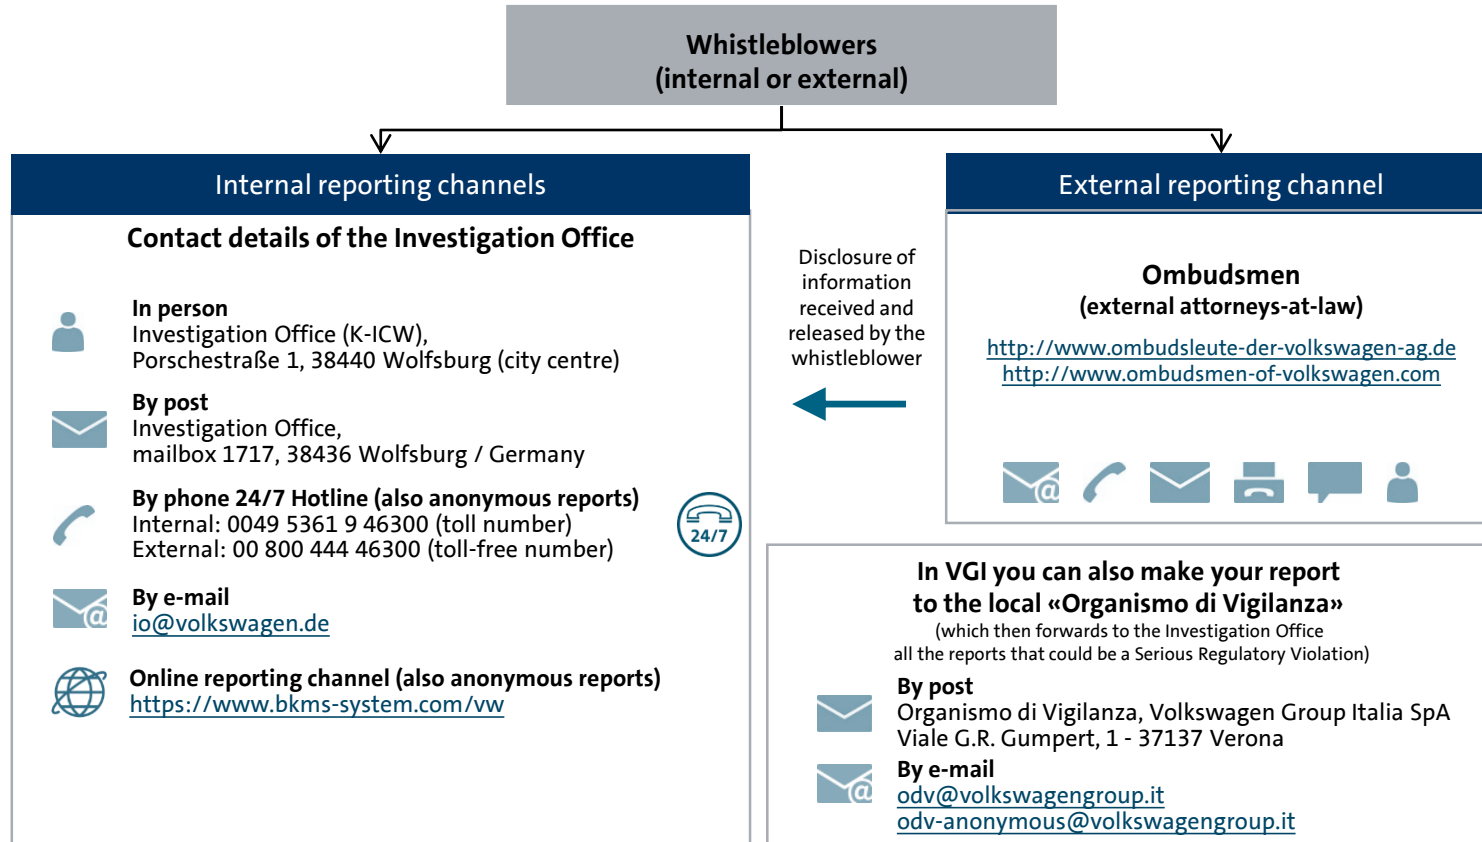 Whistleblowers
(internal or external)
Internal reporting channels
Contact details of the Investigation Office
In person
Investigation Office (K-ICW),
Porschestraße 1, 38440 Wolfsburg (city centre)
By post
Investigation Office,
mailbox 1717, 38436 Wolfsburg / Germany
By phone 24/7 Hotline (also anonymous reports)
Internal: 0049 5361 9 46300 (toll number)
External: 00 800 444 46300 (toll-free number)
24/7
By e-mail
io@volkswagen.de
Online reporting channel (also anonymous reports)
https://www.bkms-system.com/vw
Disclosure of
information
received and
released by the
whistleblower
External reporting channel
Ombudsmen
(external attorneys-at-law)
http://www.ombudsleute-der-volkswagen-ag.de
http://www.ombudsmen-of-volkswagen.com
In VGI you can also make your report
to the local «Organismo di Vigilanza»
(which then forwards to the Investigation Office
all the reports that could be a Serious Regulatory Violation)
By post
Organismo di Vigilanza, Volkswagen Group Italia SpA
Viale G.R. Gumpert, 1 - 37137 Verona
By e-mail
odv@volkswagengroup.it
odv-anonymous@volkswagengroup.it